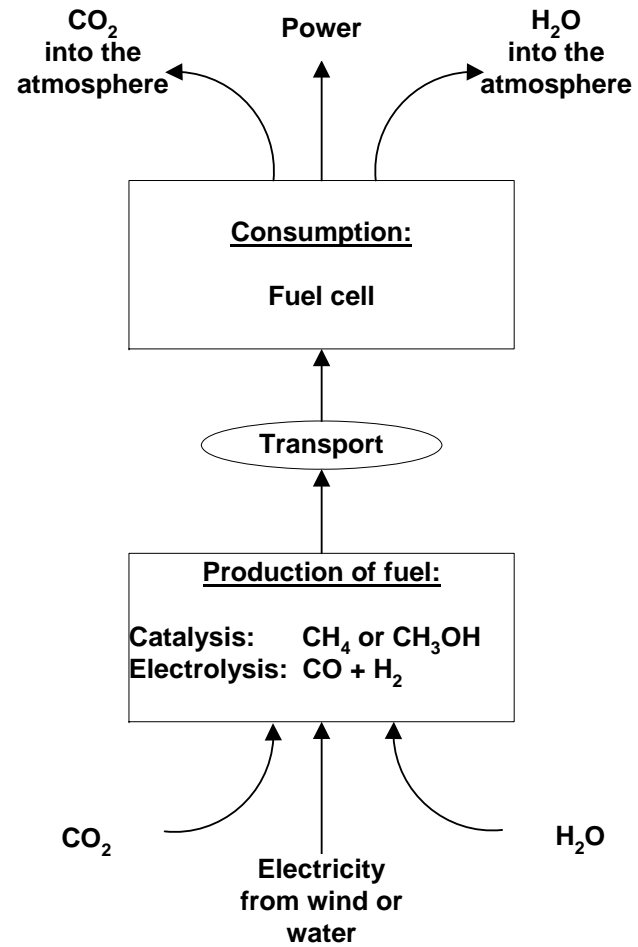 CO₂
into the
atmosphere
Power
H₂O
into the
atmosphere
Consumption:
Fuel cell
Transport
Production of fuel:
Catalysis: CH₄ or CH₃OH
Electrolysis: CO + H₂
CO₂
Electricity
from wind or
water
H₂O